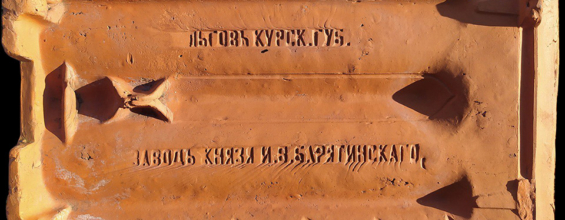 ЛЬГОВЪ КУРСК.ГУБ.
ЗАВОДЪ КНЯЗЯ И.В.БАРЯТИНСКАГО